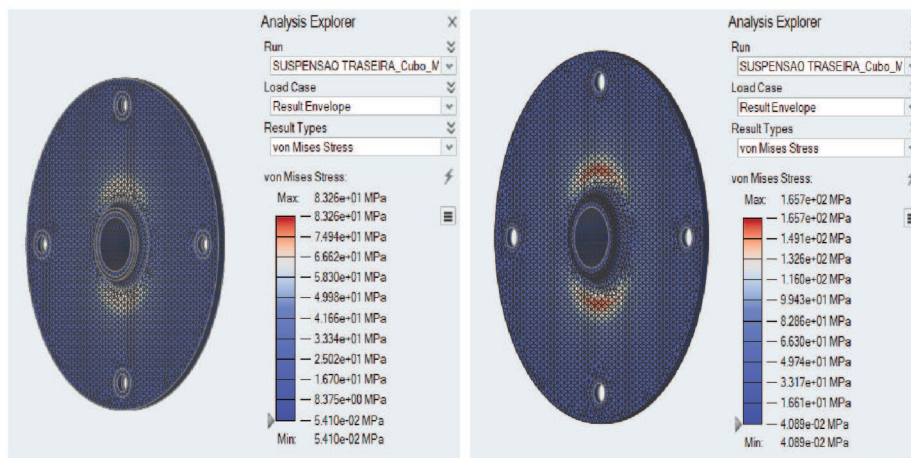 Analysis Explorer
Run
SUSPENSAO TRASEIRA_Cubo_M
Load Case
Result Envelope
Result Types
von Mises Stress
von Mises Stress:
Max: 8.326e+01 MPa
8.326e+01 MPa
7.494e+01 MPa
6.662e+01 MPa
5.830e+01 MPa
4.998e+01 MPa
4.166e+01 MPa
3.334e+01 MPa
2.502e+01 MPa
1.670e+01 MPa
8.375e+00 MPa
5.410e-02 MPa
Min: 5.410e-02 MPa
Analysis Explorer
Run
SUSPENSAO TRASEIRA_Cubo_M
Load Case
Result Envelope
Result Types
von Mises Stress
von Mises Stress:
Max: 1.657e+02 MPa
1.657e+02 MPa
1.491e+02 MPa
1.326e+02 MPa
1.160e+02 MPa
9.943e+01 MPa
8.286e+01 MPa
6.630e+01 MPa
4.974e+01 MPa
3.317e+01 MPa
1.661e+01 MPa
4.089e-02 MPa
Min: 4.089e-02 MPa